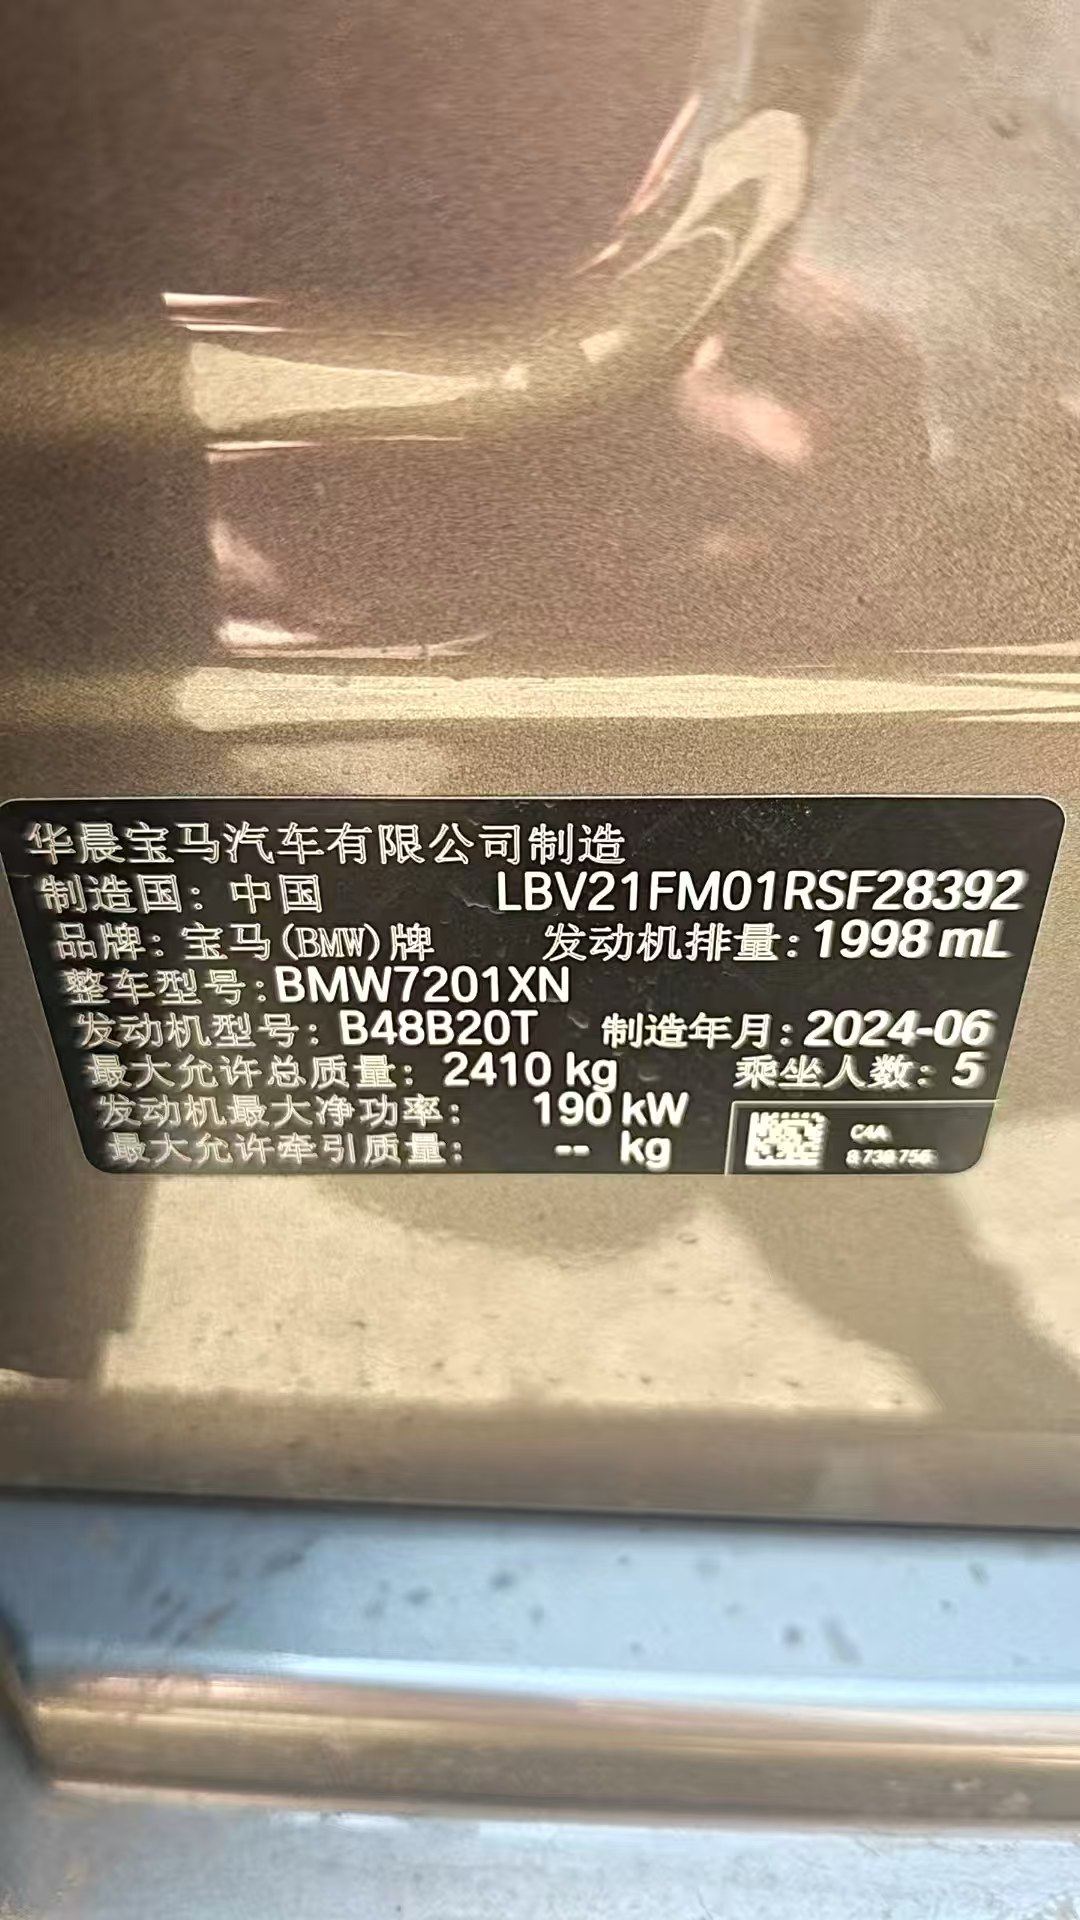 华晨宝马汽车有限公司制造
制造国：中国 LBV21FM01RSF28392
品牌：宝马(BMW)牌 发动机排量：1998 mL
整车型号：BMW7201XN
发动机型号：B48B20T 制造年月：2024-06
最大允许总质量：2410 kg 乘坐人数：5
发动机最大净功率：190 kW
最大允许牵引质量：-- kg
C4A